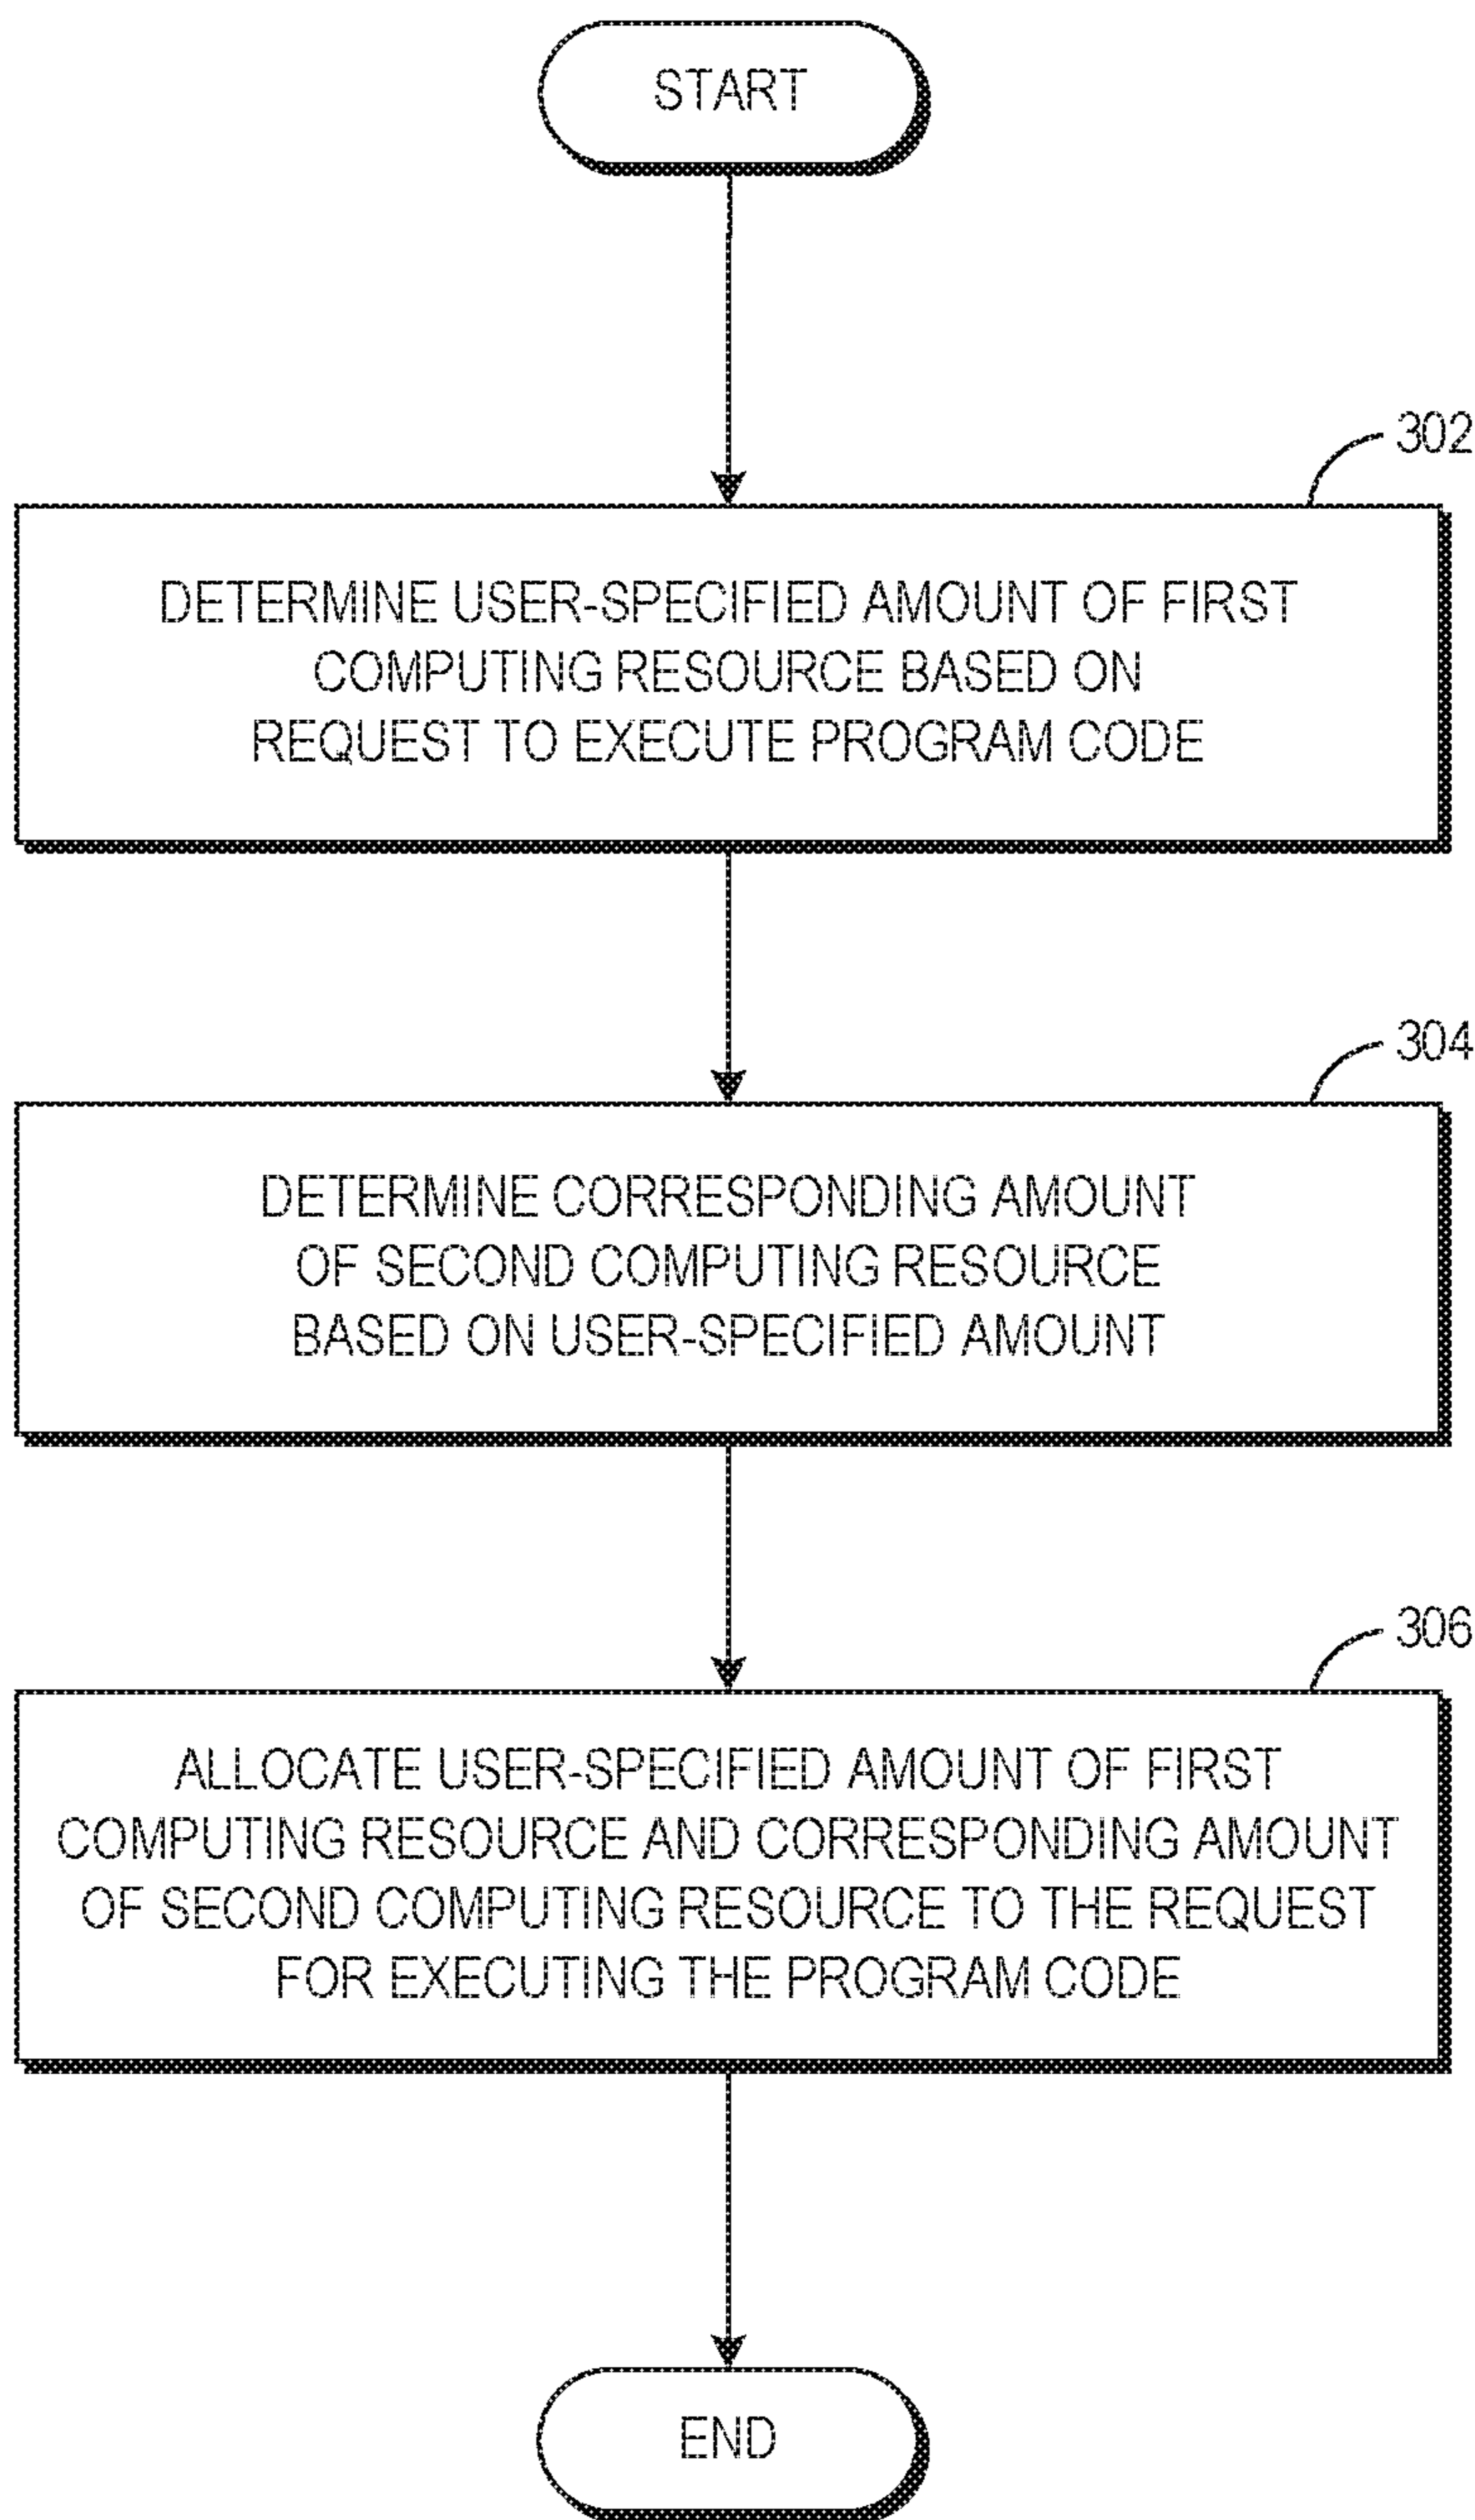 START
302
DETERMINE USER-SPECIFIED AMOUNT OF FIRST
COMPUTING RESOURCE BASED ON
REQUEST TO EXECUTE PROGRAM CODE
304
DETERMINE CORRESPONDING AMOUNT
OF SECOND COMPUTING RESOURCE
BASED ON USER-SPECIFIED AMOUNT
306
ALLOCATE USER-SPECIFIED AMOUNT OF FIRST
COMPUTING RESOURCE AND CORRESPONDING AMOUNT
OF SECOND COMPUTING RESOURCE TO THE REQUEST
FOR EXECUTING THE PROGRAM CODE
END